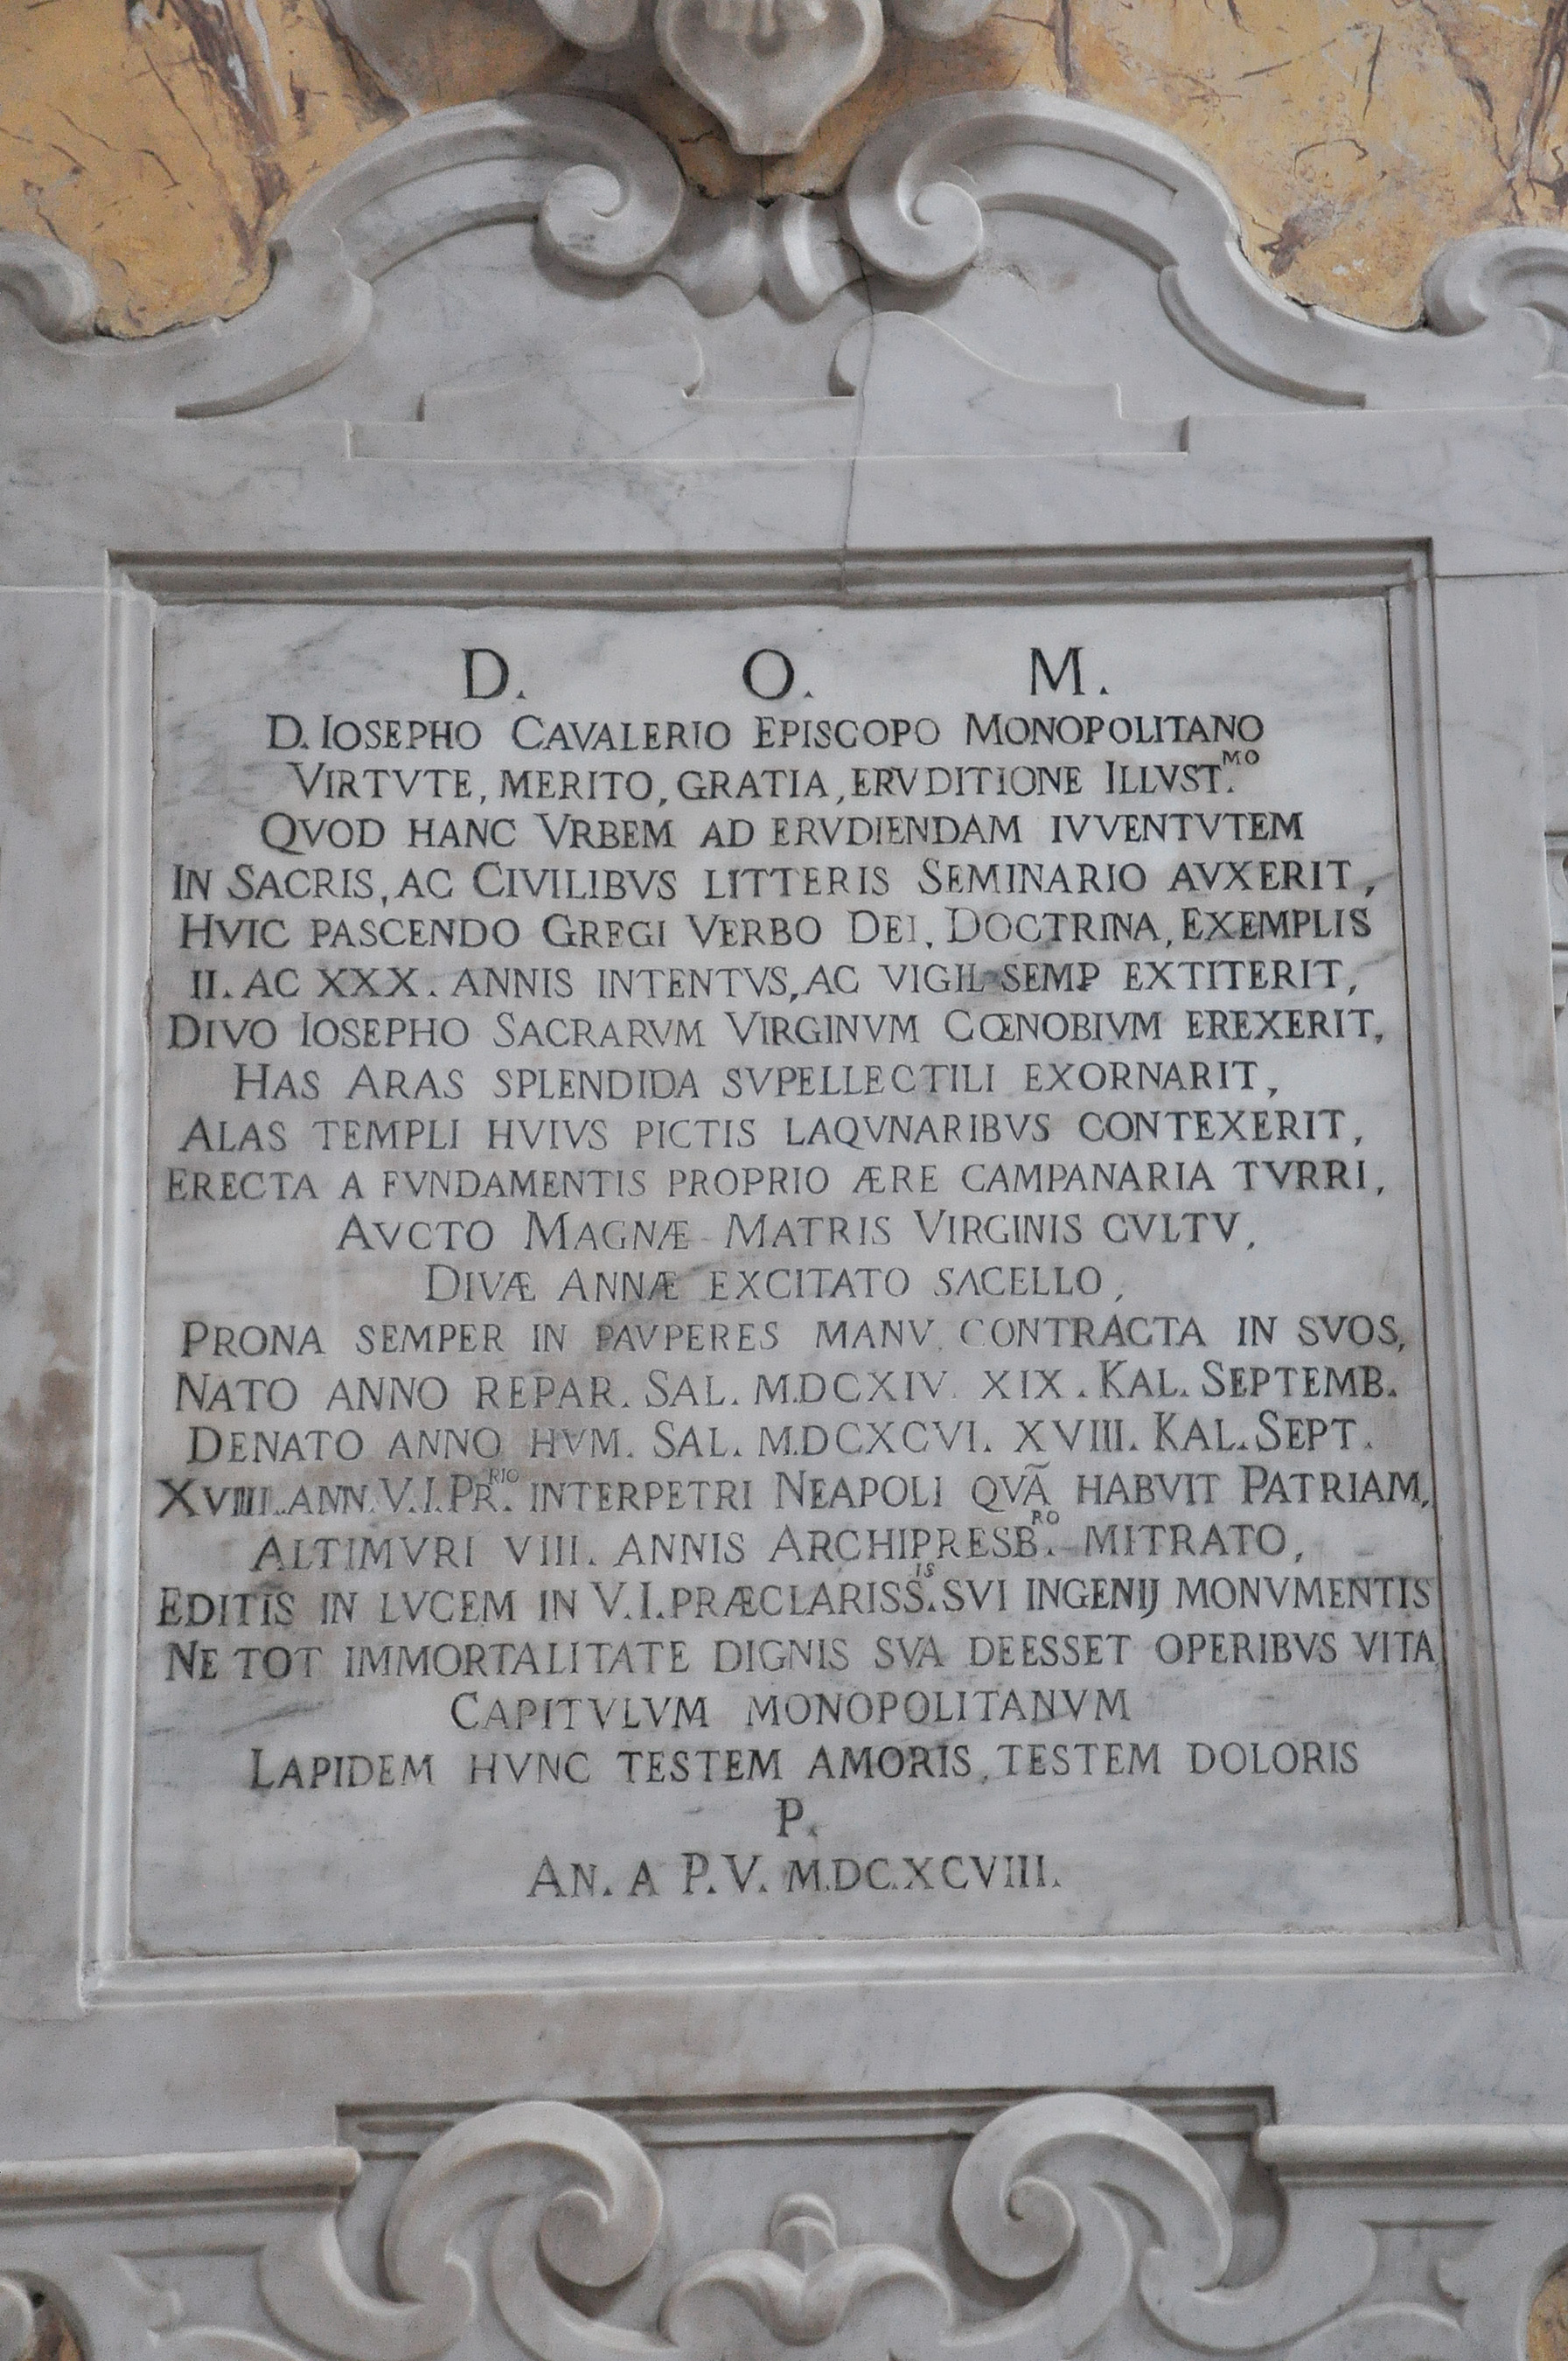 D. O. M.
D. IOSEPHO CAVALERIO EPISCOPO MONOPOLITANO
VIRTVTE, MERITO, GRATIA, ERVDITIONE ILLVST.MO
QVOD HANC VRBEM AD ERVDIENDAM IVVENTVTEM
IN SACRIS, AC CIVILIBVS LITTERIS SEMINARIO AVXERIT,
HVIC PASCENDO GREGI VERBO DEI, DOCTRINA, EXEMPLIS
II. AC XXX. ANNIS INTENTVS, AC VIGIL SEMP EXTITERIT,
DIVO IOSEPHO SACRARVM VIRGINVM CŒNOBIVM EREXERIT,
HAS ARAS SPLENDIDA SVPELLECTILI EXORNARIT,
ALAS TEMPLI HVIVS PICTIS LAQVNARIBVS CONTEXERIT,
ERECTA A FVNDAMENTIS PROPRIO ÆRE CAMPANARIA TVRRI,
AVCTO MAGNÆ MATRIS VIRGINIS CVLTV,
DIVÆ ANNÆ EXCITATO SACELLO,
PRONA SEMPER IN PAVPERES MANV, CONTRACTA IN SVOS,
NATO ANNO REPAR. SAL. M.DCXIV. XIX. KAL. SEPTEMB.
DENATO ANNO HVM. SAL. M.DCXCVI. XVIII. KAL. SEPT.
XVIIII. ANN. V. I. PR.RIO INTERPETRI NEAPOLI QVÃ HABVIT PATRIAM,
ALTIMVRI VIII. ANNIS ARCHIPRESB.RO MITRATO,
EDITIS IN LVCEM IN V. I. PRÆCLARISS.IS SVI INGENIJ MONVMENTIS
NE TOT IMMORTALITATE DIGNIS SVA DEESSET OPERIBVS VITA
CAPITVLVM MONOPOLITANVM
LAPIDEM HVNC TESTEM AMORIS, TESTEM DOLORIS
P.
AN. A P. V. M.DC.XCVIII.